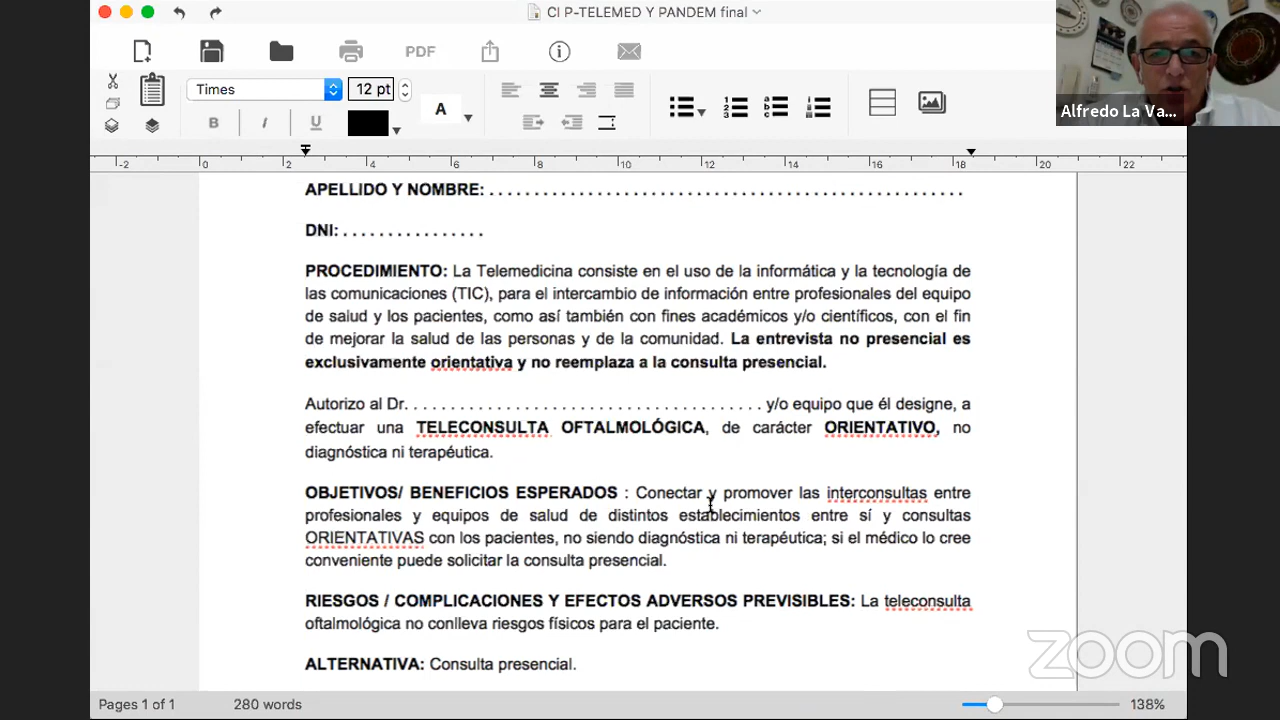 CI P-TELEMED Y PANDEM final
PDF
Times
12 pt
A
B I U
Alfredo La Va...
-2 0 2 4 6 8 10 12 14 16 18 20 22
APELLIDO Y NOMBRE: . . . . . . . . . . . . . . . . . . . . . . . . . . . . . . . . . . . . . . . . . . . . . . . . . . . . .
DNI: . . . . . . . . . . . . . . . .
PROCEDIMIENTO: La Telemedicina consiste en el uso de la informática y la tecnología de
las comunicaciones (TIC), para el intercambio de información entre profesionales del equipo
de salud y los pacientes, como así también con fines académicos y/o científicos, con el fin
de mejorar la salud de las personas y de la comunidad. La entrevista no presencial es
exclusivamente orientativa y no reemplaza a la consulta presencial.
Autorizo al Dr. . . . . . . . . . . . . . . . . . . . . . . . . . . . . . . . . . . . . . . . y/o equipo que él designe, a
efectuar una TELECONSULTA OFTALMOLÓGICA, de carácter ORIENTATIVO, no
diagnóstica ni terapéutica.
OBJETIVOS/ BENEFICIOS ESPERADOS : Conectar y promover las interconsultas entre
profesionales y equipos de salud de distintos establecimientos entre sí y consultas
ORIENTATIVAS con los pacientes, no siendo diagnóstica ni terapéutica; si el médico lo cree
conveniente puede solicitar la consulta presencial.
RIESGOS / COMPLICACIONES Y EFECTOS ADVERSOS PREVISIBLES: La teleconsulta
oftalmológica no conlleva riesgos físicos para el paciente.
ALTERNATIVA: Consulta presencial.
zoom
Pages 1 of 1 280 words 138%